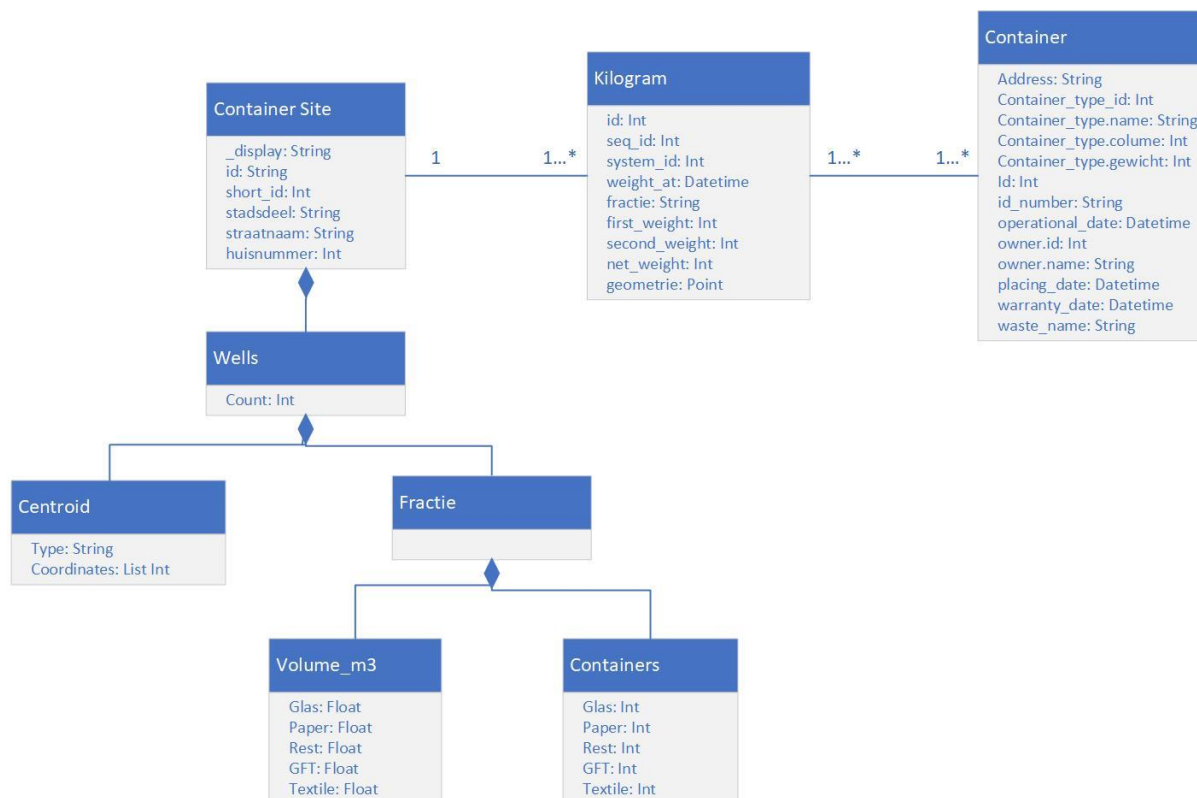 Container
Address: String
Container_type_id: Int
Container_type.name: String
Container_type.colume: Int
Container_type.gewicht: Int
Id: Int
id_number: String
operational_date: Datetime
owner.id: Int
owner.name: String
placing_date: Datetime
warranty_date: Datetime
waste_name: String
Kilogram
id: Int
seq_id: Int
system_id: Int
weight_at: Datetime
fractie: String
first_weight: Int
second_weight: Int
net_weight: Int
geometrie: Point
Container Site
_display: String
id: String
short_id: Int
stadsdeel: String
straatnaam: String
huisnummer: Int
1
1...*
1...*
1...*
Wells
Count: Int
Centroid
Type: String
Coordinates: List Int
Fractie
Volume_m3
Glas: Float
Paper: Float
Rest: Float
GFT: Float
Textile: Float
Containers
Glas: Int
Paper: Int
Rest: Int
GFT: Int
Textile: Int